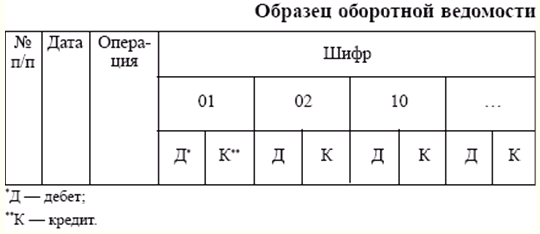 Образец оборотной ведомости
№ п/п Дата Опера-ция Шифр
01 02 10 ...
Д* К** Д К Д К Д К
*Д — дебет;
**К — кредит.